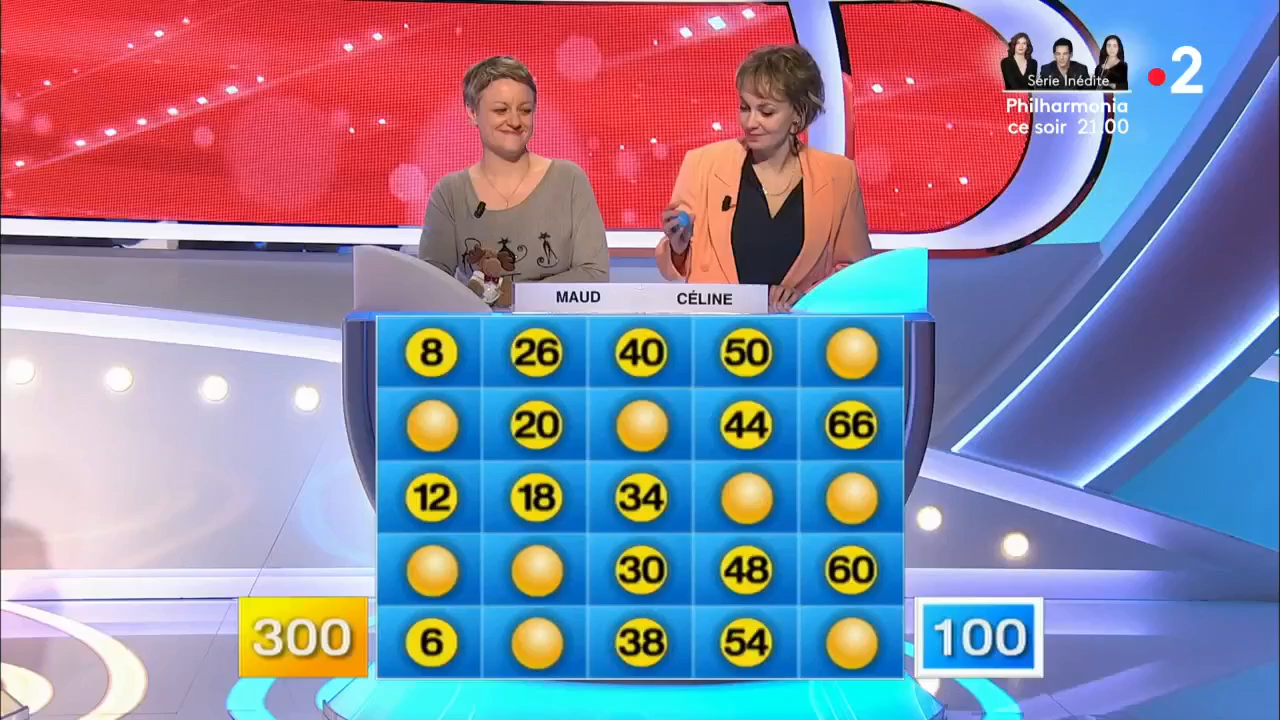 Série Inédite
Philharmonia
ce soir 21.00
2
MAUD CÉLINE
8 26 40 50
20 44 66
12 18 34
30 48 60
6 38 54
300
100